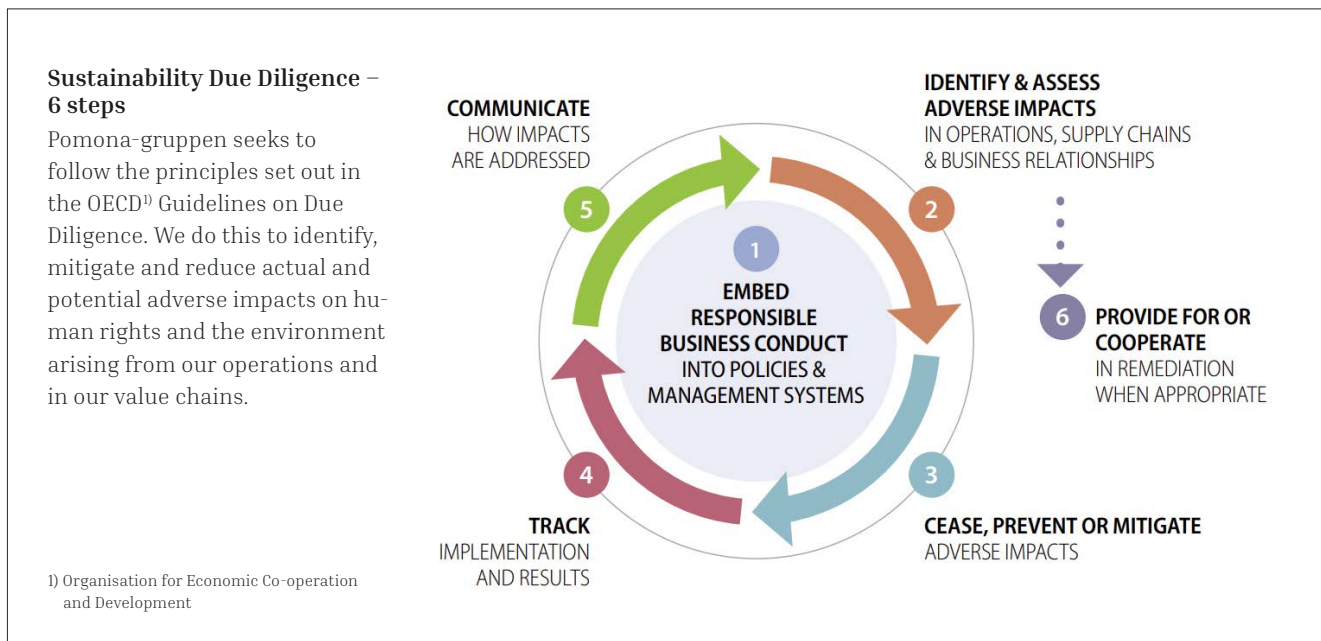 Sustainability Due Diligence –
6 steps
Pomona-gruppen seeks to
follow the principles set out in
the OECD1) Guidelines on Due
Diligence. We do this to identify,
mitigate and reduce actual and
potential adverse impacts on hu-
man rights and the environment
arising from our operations and
in our value chains.
1) Organisation for Economic Co-operation
and Development
1
EMBED
RESPONSIBLE
BUSINESS CONDUCT
INTO POLICIES &
MANAGEMENT SYSTEMS
2
IDENTIFY & ASSESS
ADVERSE IMPACTS
IN OPERATIONS, SUPPLY CHAINS
& BUSINESS RELATIONSHIPS
3
CEASE, PREVENT OR MITIGATE
ADVERSE IMPACTS
4
TRACK
IMPLEMENTATION
AND RESULTS
5
COMMUNICATE
HOW IMPACTS
ARE ADDRESSED
6
PROVIDE FOR OR
COOPERATE
IN REMEDIATION
WHEN APPROPRIATE